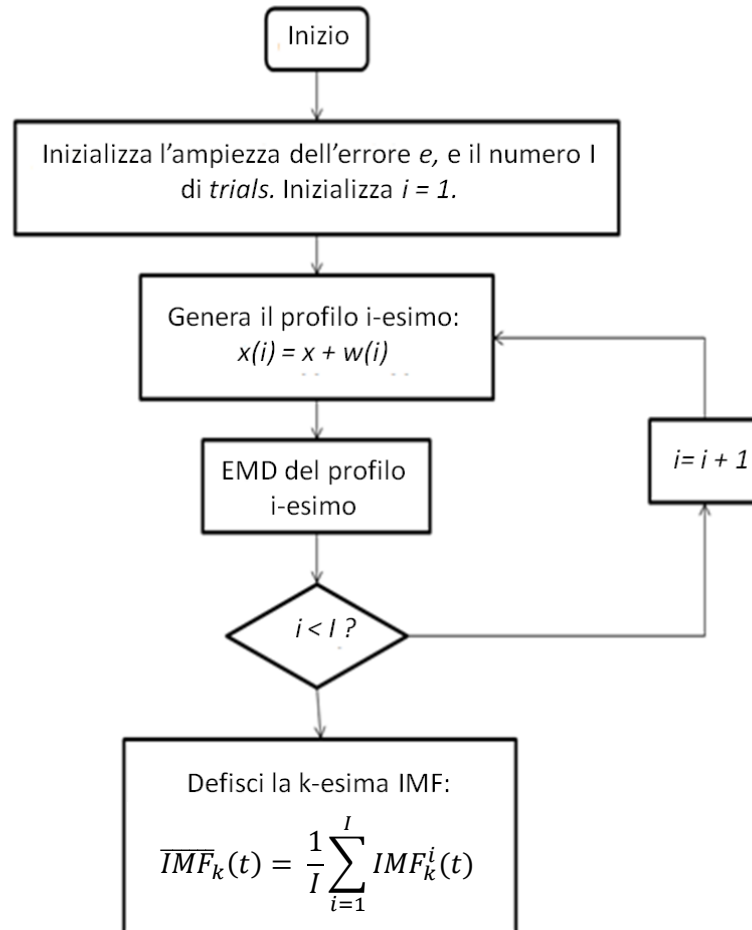 Inizio
Inizializza l’ampiezza dell’errore e, e il numero I
di trials. Inizializza i = 1.
Genera il profilo i-esimo:
x(i) = x + w(i)
EMD del profilo
i-esimo
i= i + 1
i < I ?
Defisci la k-esima IMF:
$\overline{IMF}_k(t) = \frac{1}{I} \sum_{i=1}^{I} IMF_k^i(t)$